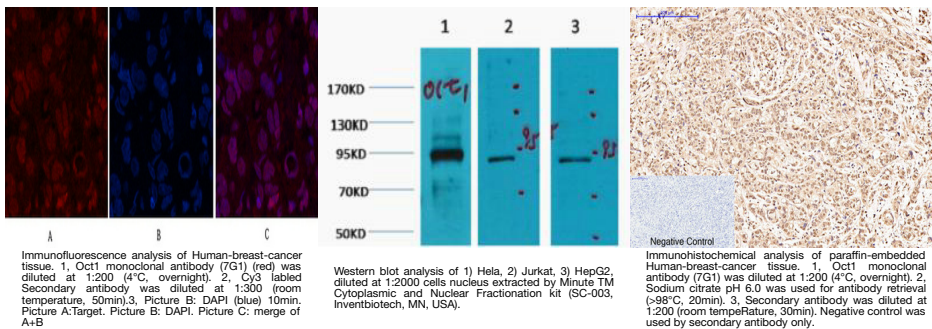 1 2 3
170KD
130KD
95KD
70KD
50KD
OCT1
95
95
A B C
Negative Control
Immunofluorescence analysis of Human-breast-cancer
tissue. 1, Oct1 monoclonal antibody (7G1) (red) was
diluted at 1:200 (4°C, overnight). 2, Cy3 labled
Secondary antibody was diluted at 1:300 (room
temperature, 50min).3, Picture B: DAPI (blue) 10min.
Picture A:Target. Picture B: DAPI. Picture C: merge of
A+B
Western blot analysis of 1) Hela, 2) Jurkat, 3) HepG2,
diluted at 1:2000 cells nucleus extracted by Minute TM
Cytoplasmic and Nuclear Fractionation kit (SC-003,
Inventbiotech, MN, USA).
Immunohistochemical analysis of paraffin-embedded
Human-breast-cancer tissue. 1, Oct1 monoclonal
antibody (7G1) was diluted at 1:200 (4°C, overnight). 2,
Sodium citrate pH 6.0 was used for antibody retrieval
(>98°C, 20min). 3, Secondary antibody was diluted at
1:200 (room tempeRature, 30min). Negative control was
used by secondary antibody only.